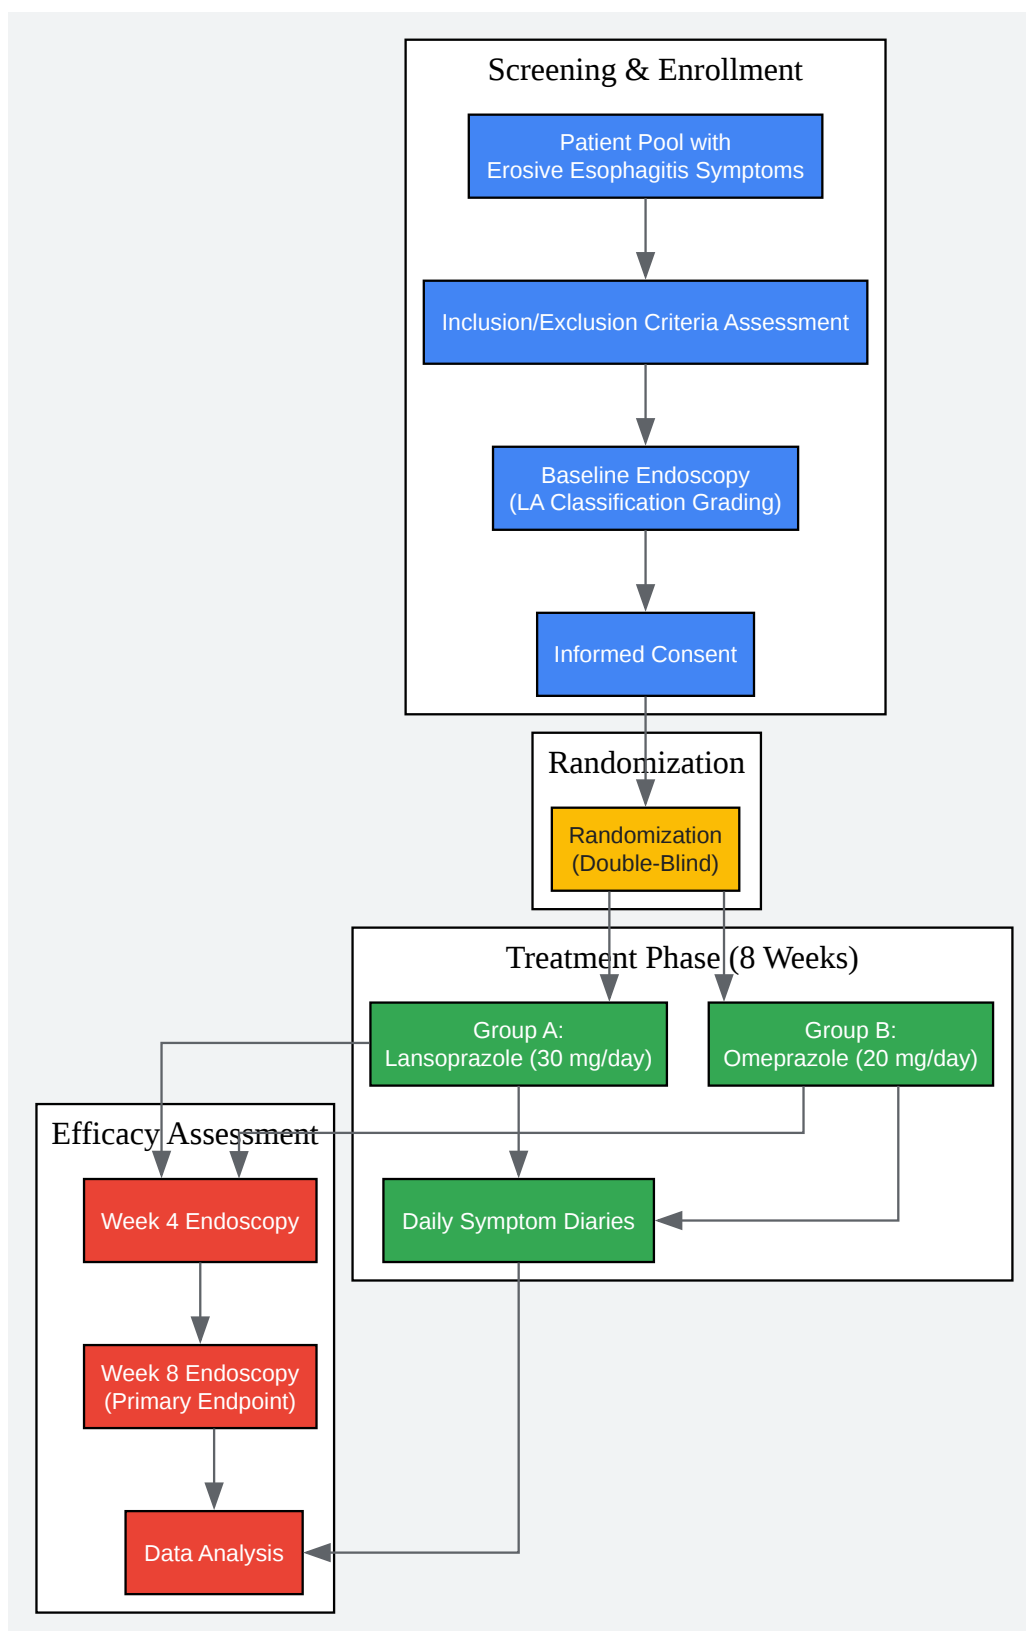 Screening & Enrollment
Patient Pool with
Erosive Esophagitis Symptoms
Inclusion/Exclusion Criteria Assessment
Baseline Endoscopy
(LA Classification Grading)
Informed Consent
Randomization
Randomization
(Double-Blind)
Treatment Phase (8 Weeks)
Group A:
Lansoprazole (30 mg/day)
Group B:
Omeprazole (20 mg/day)
Daily Symptom Diaries
Efficacy Assessment
Week 4 Endoscopy
Week 8 Endoscopy
(Primary Endpoint)
Data Analysis